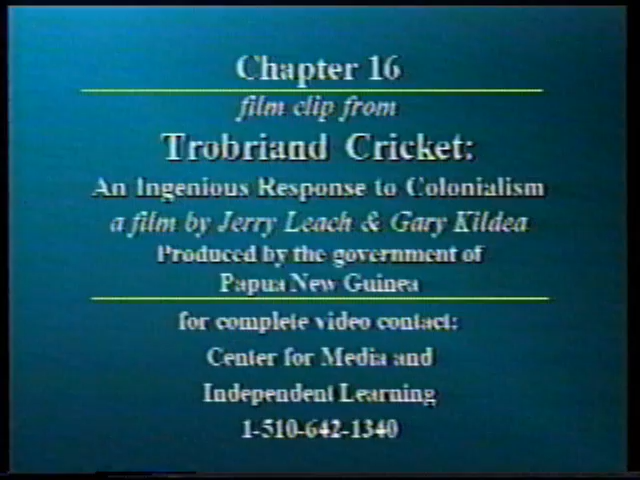 Chapter 16
film clip from
Trobriand Cricket:
An Ingenious Response to Colonialism
a film by Jerry Leach & Gary Kildea
Produced by the government of
Papua New Guinea
for complete video contact:
Center for Media and
Independent Learning
1-510-642-1340